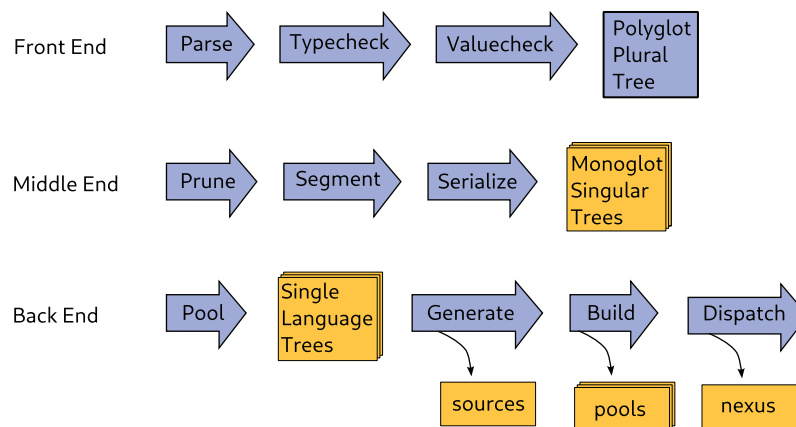 Front End
Parse
Typecheck
Valuecheck
Polyglot
Plural
Tree
Middle End
Prune
Segment
Serialize
Monoglot
Singular
Trees
Back End
Pool
Single
Language
Trees
Generate
Build
Dispatch
sources
pools
nexus